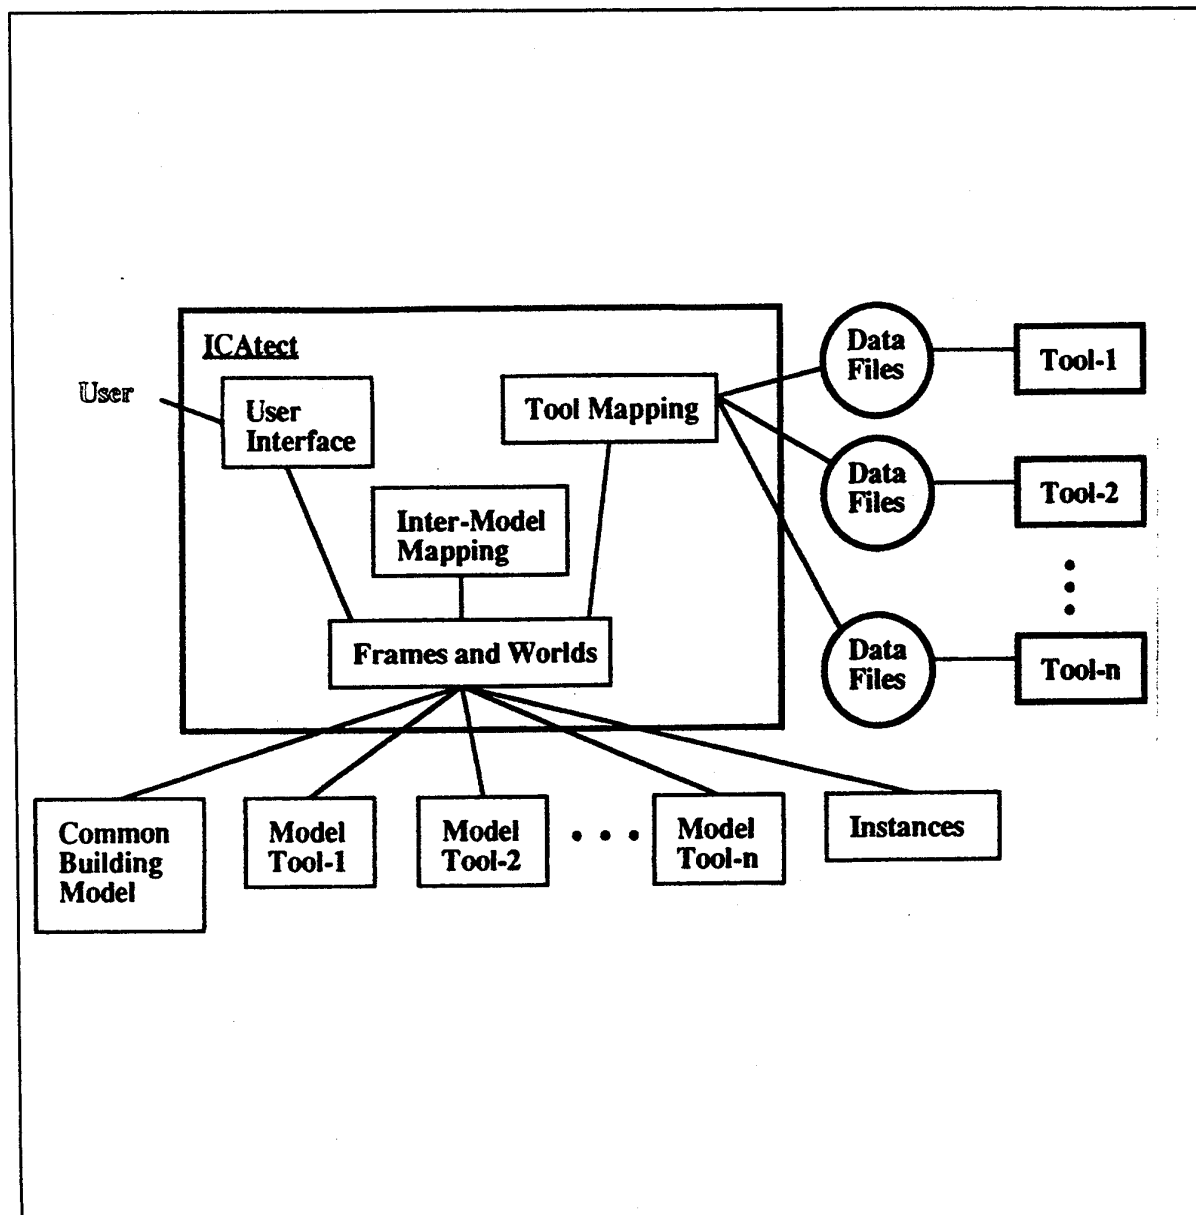 ICAtect
User
User
Interface
Tool Mapping
Inter-Model
Mapping
Frames and Worlds
Data
Files
Tool-1
Data
Files
Tool-2
Data
Files
Tool-n
Common
Building
Model
Model
Tool-1
Model
Tool-2
Model
Tool-n
Instances